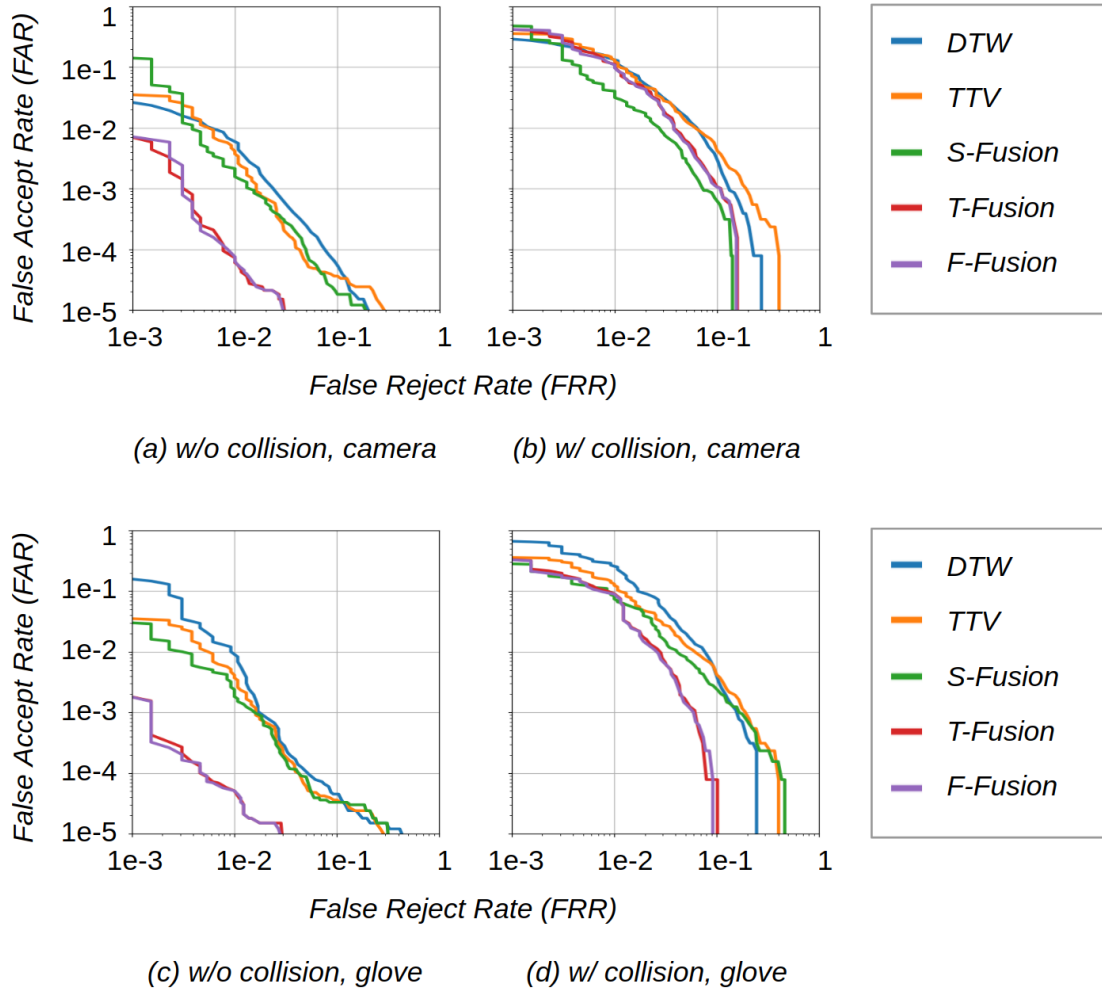 False Accept Rate (FAR)
1
1e-1
1e-2
1e-3
1e-4
1e-5
1e-3 1e-2 1e-1 1
1e-3 1e-2 1e-1 1
False Reject Rate (FRR)
(a) w/o collision, camera
(b) w/ collision, camera
DTW
TTV
S-Fusion
T-Fusion
F-Fusion
False Accept Rate (FAR)
1
1e-1
1e-2
1e-3
1e-4
1e-5
1e-3 1e-2 1e-1 1
1e-3 1e-2 1e-1 1
False Reject Rate (FRR)
(c) w/o collision, glove
(d) w/ collision, glove
DTW
TTV
S-Fusion
T-Fusion
F-Fusion